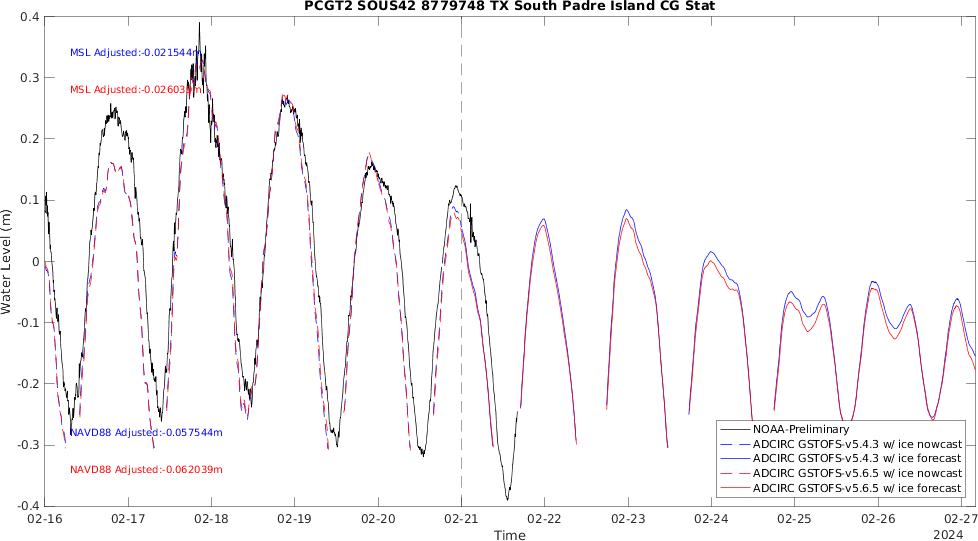 PCGT2 SOUS42 8779748 TX South Padre Island CG Stat
0.4
0.3
0.2
0.1
0
-0.1
-0.2
-0.3
-0.4
Water Level (m)
MSL Adjusted:-0.021544m
MSL Adjusted:-0.026039m
NAVD88 Adjusted:-0.057544m
NAVD88 Adjusted:-0.062039m
NOAA-Preliminary
ADCIRC GSTOFS-v5.4.3 w/ ice nowcast
ADCIRC GSTOFS-v5.4.3 w/ ice forecast
ADCIRC GSTOFS-v5.6.5 w/ ice nowcast
ADCIRC GSTOFS-v5.6.5 w/ ice forecast
02-16 02-17 02-18 02-19 02-20 02-21 02-22 02-23 02-24 02-25 02-26 02-27
Time
2024